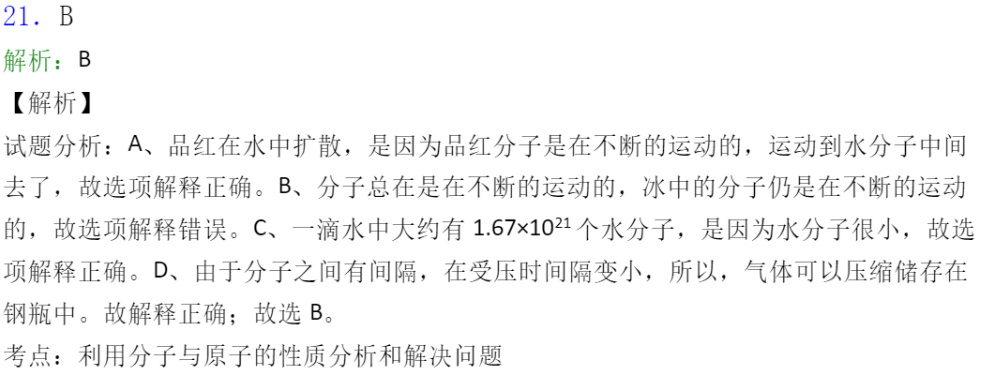 21. B
解析：B
【解析】
试题分析：A、品红在水中扩散，是因为品红分子是在不断的运动的，运动到水分子中间
去了，故选项解释正确。B、分子总在是在不断的运动的，冰中的分子仍是在不断的运动
的，故选项解释错误。C、一滴水中大约有 1.67×10²¹ 个水分子，是因为水分子很小，故选
项解释正确。D、由于分子之间有间隔，在受压时间隔变小，所以，气体可以压缩储存在
钢瓶中。故解释正确；故选 B。
考点：利用分子与原子的性质分析和解决问题